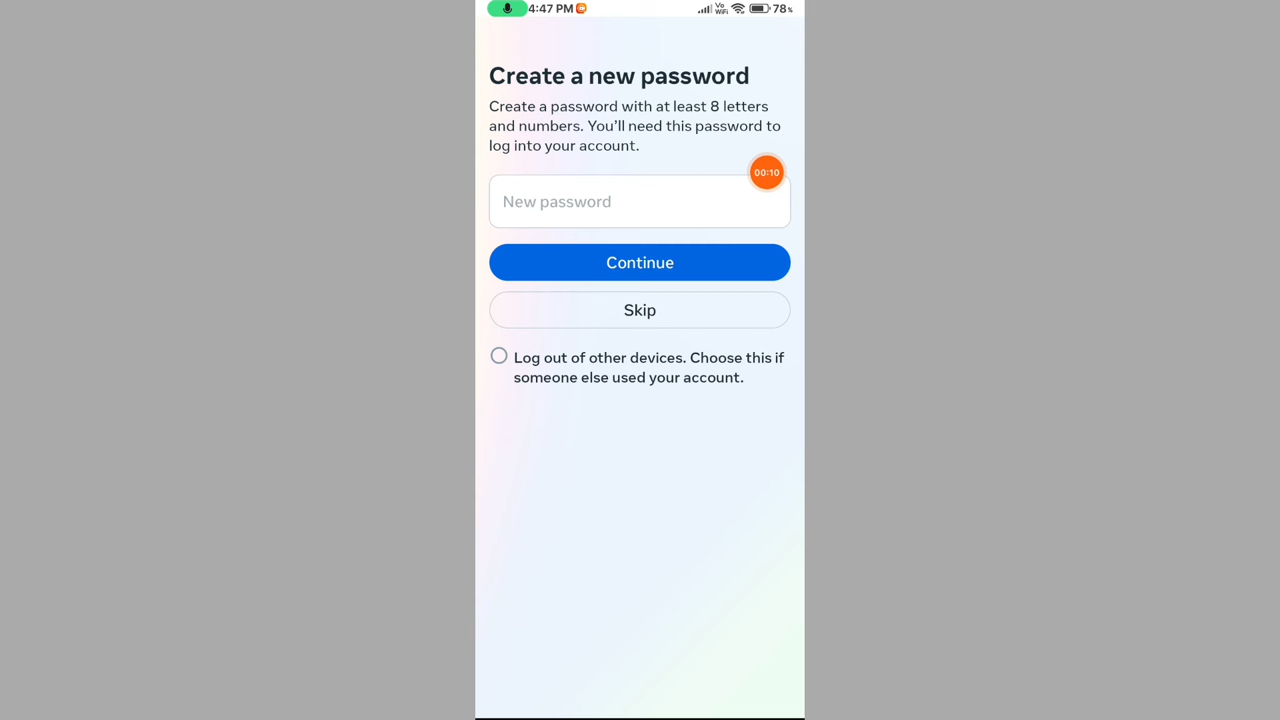 4:47 PM
Vo
WiFi
78%
Create a new password
Create a password with at least 8 letters
and numbers. You'll need this password to
log into your account.
00:10
New password
Continue
Skip
Log out of other devices. Choose this if
someone else used your account.